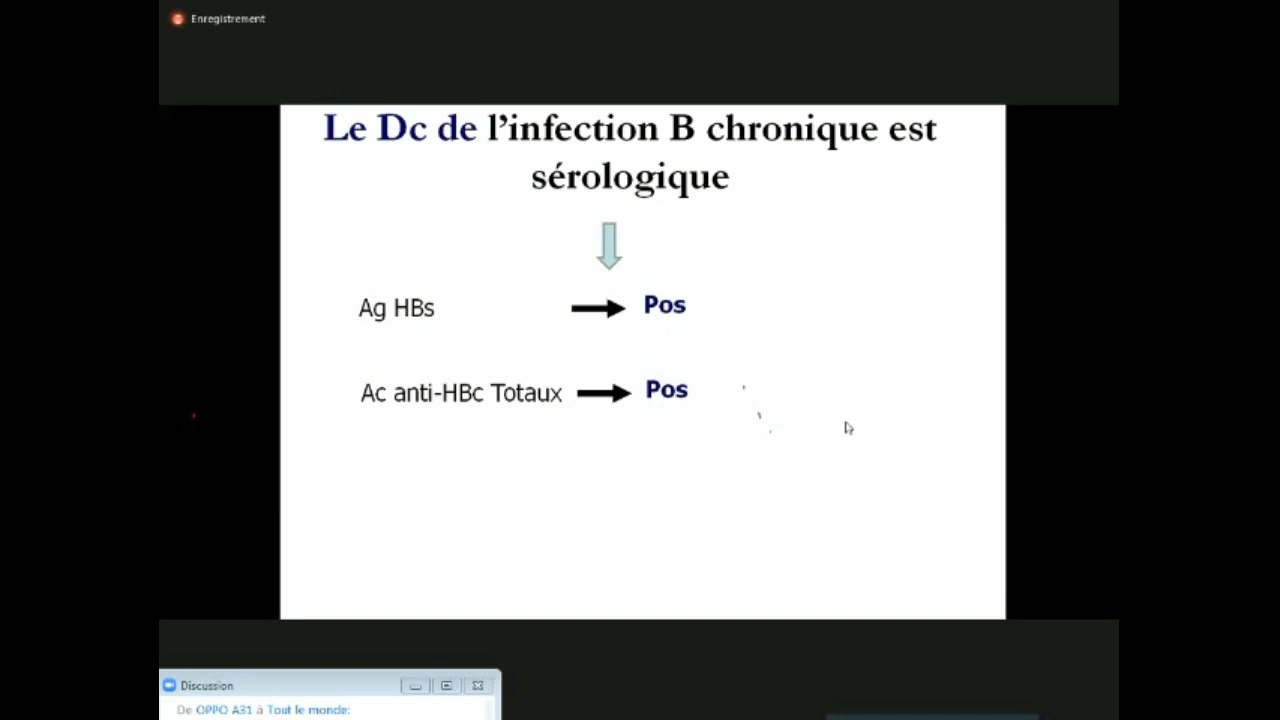 Enregistrement
Le Dc de l’infection B chronique est
sérologique
Ag HBs Pos
Ac anti-HBc Totaux Pos
Discussion
De OPPO A31 à Tout le monde: